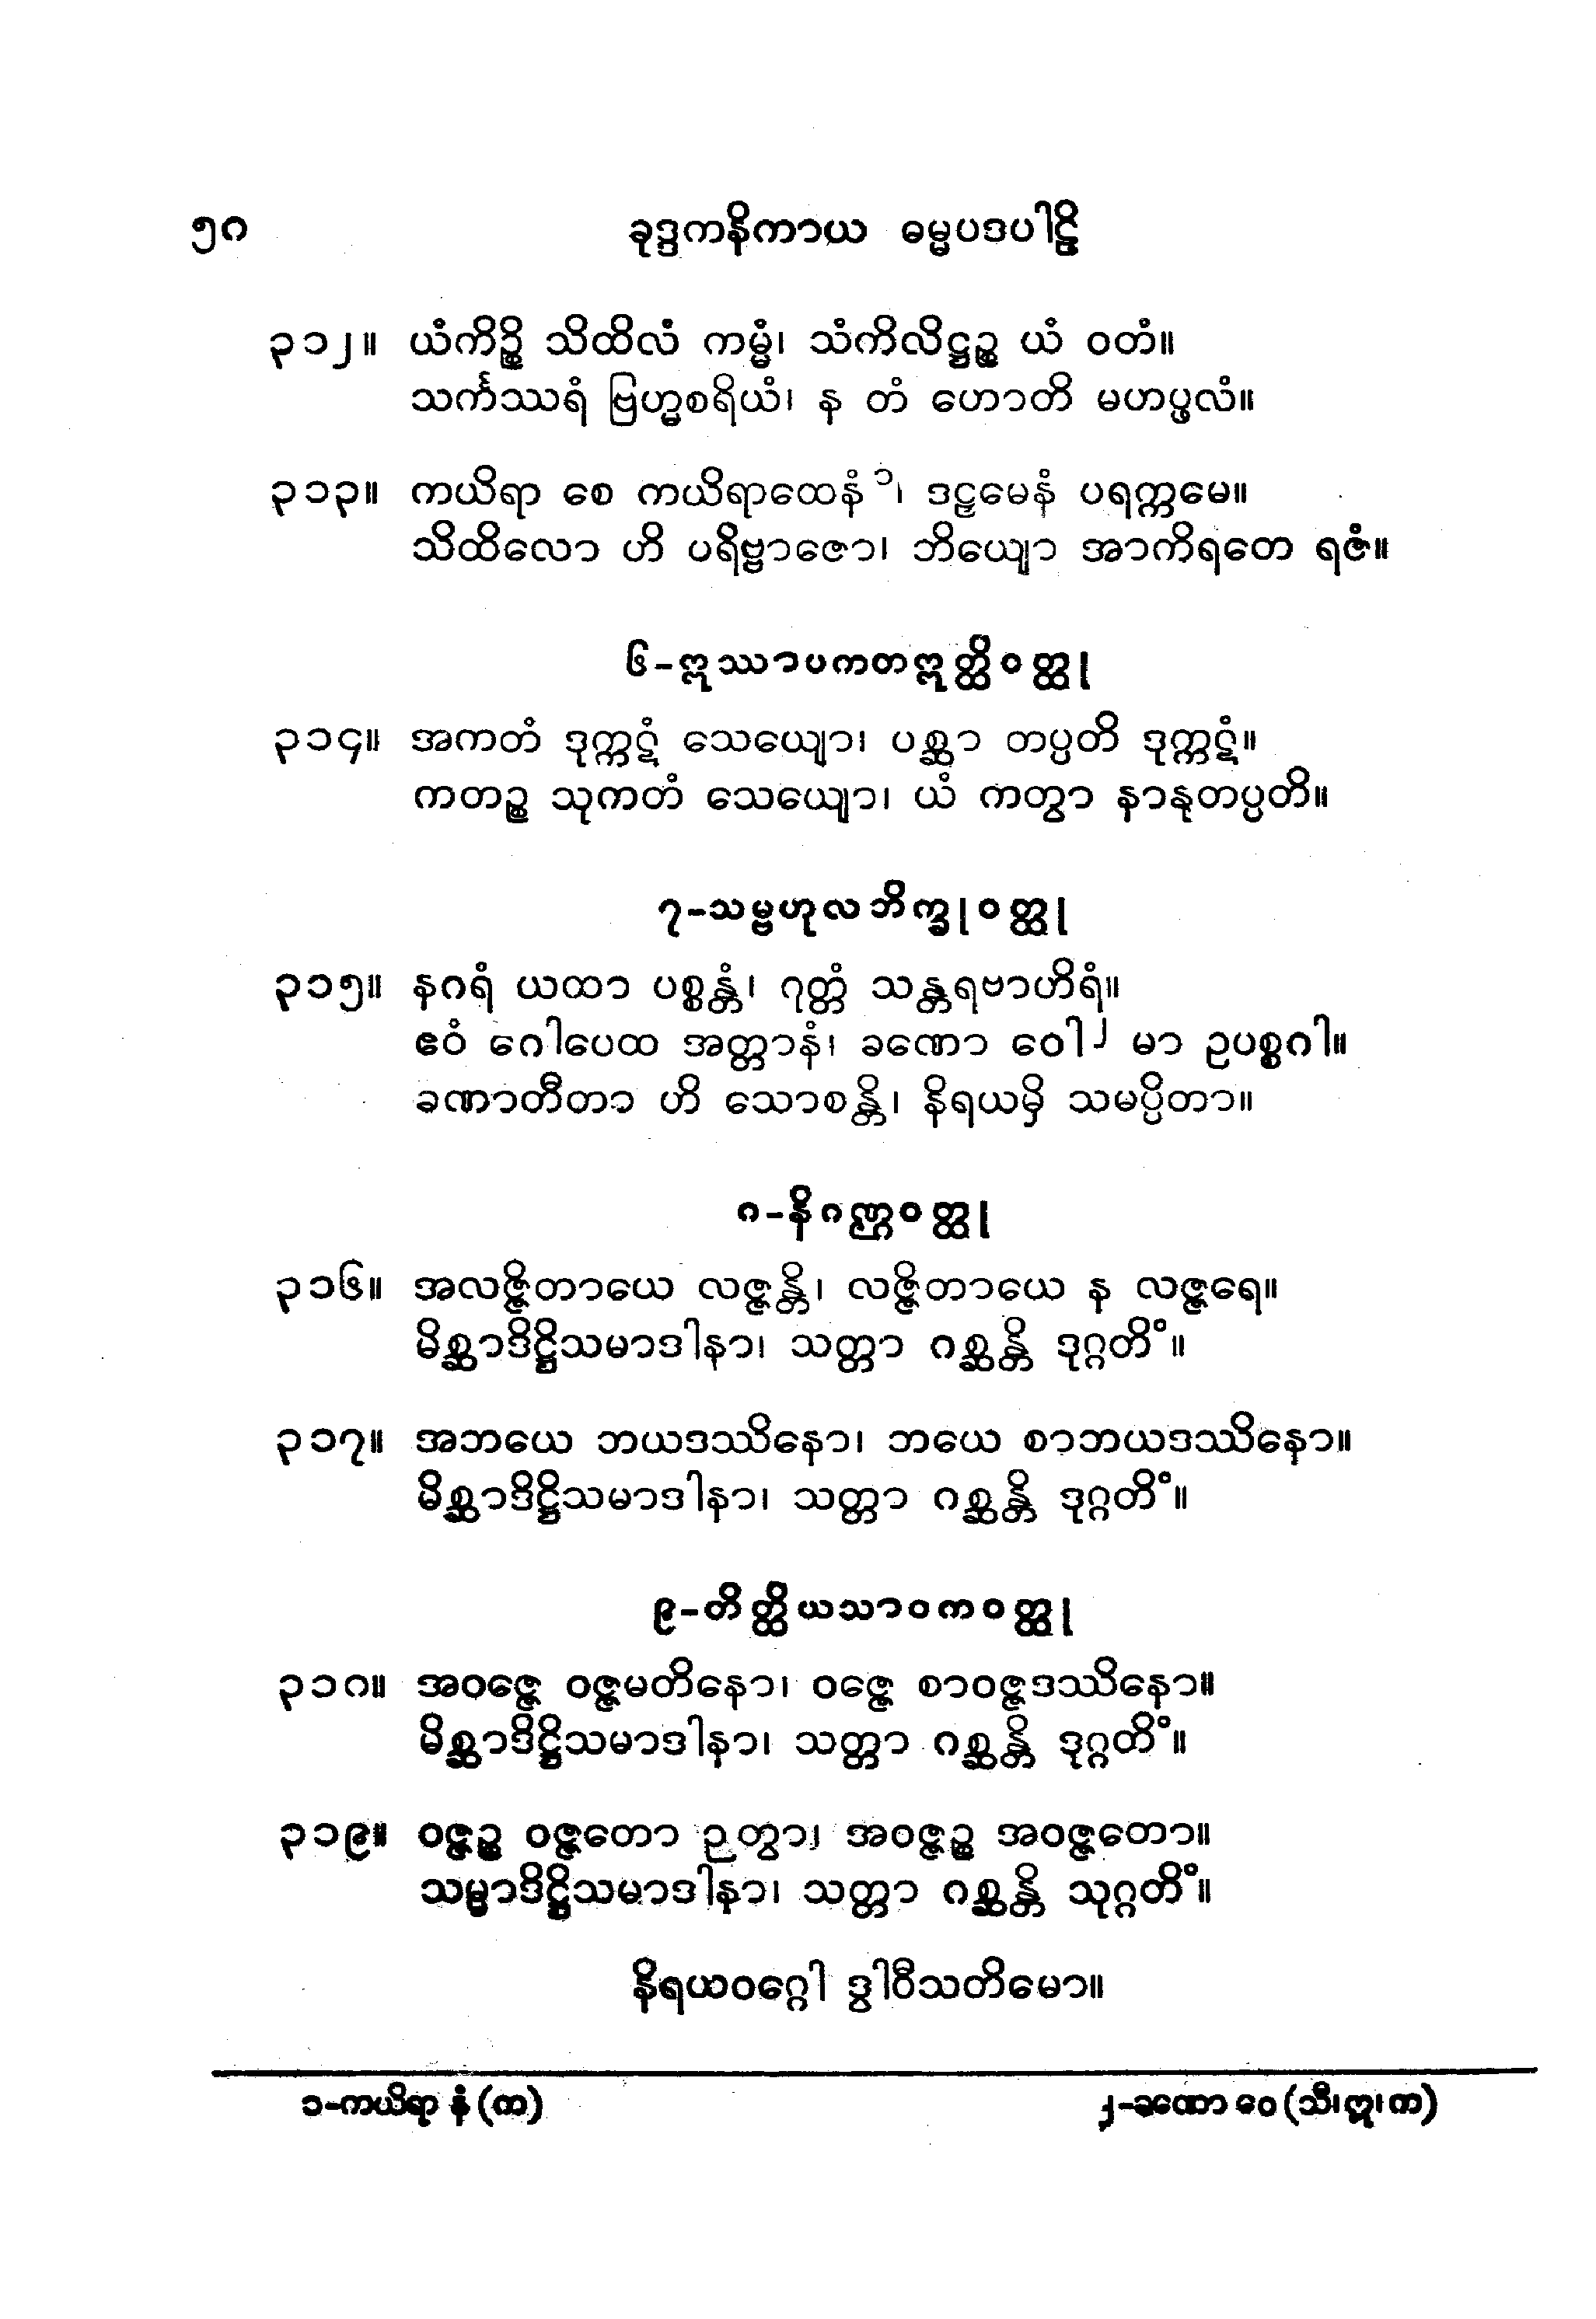 ၅၈ ခုဒ္ဒကနိကာယ ဓမ္မပဒပါဠိ
၃၁၂။ ယံကိဉ္စိ သိထိလံ ကမ္မံ၊ သံကိလိဋ္ဌဉ္စ ယံ ဝတံ။
သင်္ကဿရံ ဗြဟ္မစရိယံ၊ န တံ ဟောတိ မဟပ္ဖလံ။
၃၁၃။ ကယိရာ စေ ကယိရာထေနံ ၁၊ ဒဠှမေနံ ပရက္ကမေ။
သိထိလော ဟိ ပရိဗ္ဗာဇော၊ ဘိယျော အာကိရတေ ရဇံ။
၆-ဣဿာပကတဣတ္ထိဝတ္ထု
၃၁၄။ အကတံ ဒုက္ကဋံ သေယျော၊ ပစ္ဆာ တပ္ပတိ ဒုက္ကဋံ။
ကတဉ္စ သုကတံ သေယျော၊ ယံ ကတွာ နာနုတပ္ပတိ။
၇-သမ္ဗဟုလဘိက္ခုဝတ္ထု
၃၁၅။ နဂရံ ယထာ ပစ္စန္တံ၊ ဂုတ္တံ သန္တရဗာဟိရံ။
ဧဝံ ဂေါပေထ အတ္တာနံ၊ ခဏော ဝေါ ၂ မာ ဥပစ္စဂါ။
ခဏာတီတာ ဟိ သောစန္တိ၊ နိရယမှိ သမပ္ပိတာ။
၈-နိဂဏ္ဌဝတ္ထု
၃၁၆။ အလဇ္ဇိတာယေ လဇ္ဇန္တိ၊ လဇ္ဇိတာယေ န လဇ္ဇရေ။
မိစ္ဆာဒိဋ္ဌိသမာဒါနာ၊ သတ္တာ ဂစ္ဆန္တိ ဒုဂ္ဂတိံ။
၃၁၇။ အဘယေ ဘယဒဿိနော၊ ဘယေ စာဘယဒဿိနော။
မိစ္ဆာဒိဋ္ဌိသမာဒါနာ၊ သတ္တာ ဂစ္ဆန္တိ ဒုဂ္ဂတိံ။
၉-တိတ္ထိယသာဝကဝတ္ထု
၃၁၈။ အဝဇ္ဇေ ဝဇ္ဇမတိနော၊ ဝဇ္ဇေ စာဝဇ္ဇဒဿိနော။
မိစ္ဆာဒိဋ္ဌိသမာဒါနာ၊ သတ္တာ ဂစ္ဆန္တိ ဒုဂ္ဂတိံ။
၃၁၉။ ဝဇ္ဇဉ္စ ဝဇ္ဇတော ဉတွာ၊ အဝဇ္ဇဉ္စ အဝဇ္ဇတော။
သမ္မာဒိဋ္ဌိသမာဒါနာ၊ သတ္တာ ဂစ္ဆန္တိ သုဂ္ဂတိံ။
နိရယဝဂ္ဂေါ ဒွါဝီသတိမော။
၁-ကယိရာ နံ (က) ၂-ခဏော ဝေ (သီ၊ ဣ၊ က)